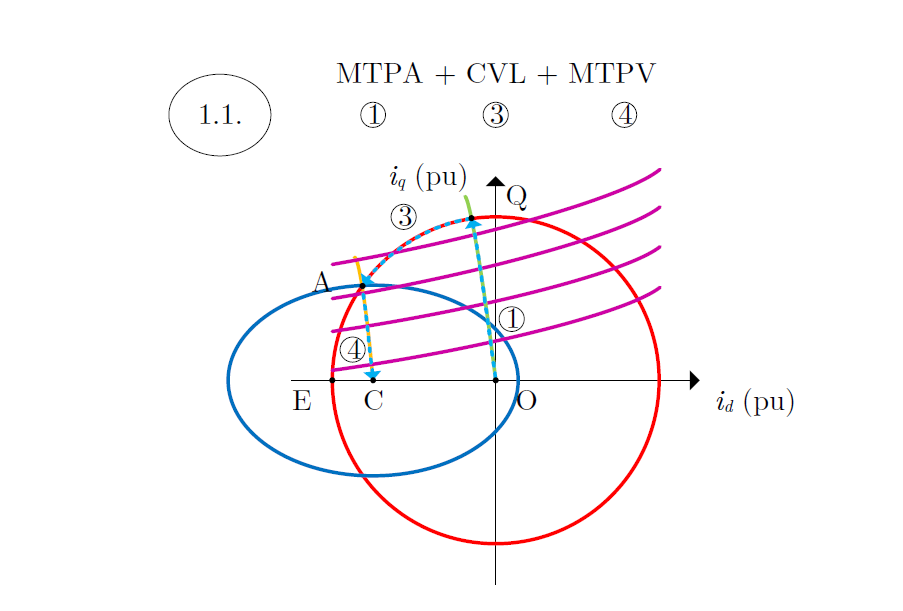 MTPA + CVL + MTPV
1.1. ① ③ ④
i_q (pu)
Q
③
A
①
④
E C O
i_d (pu)